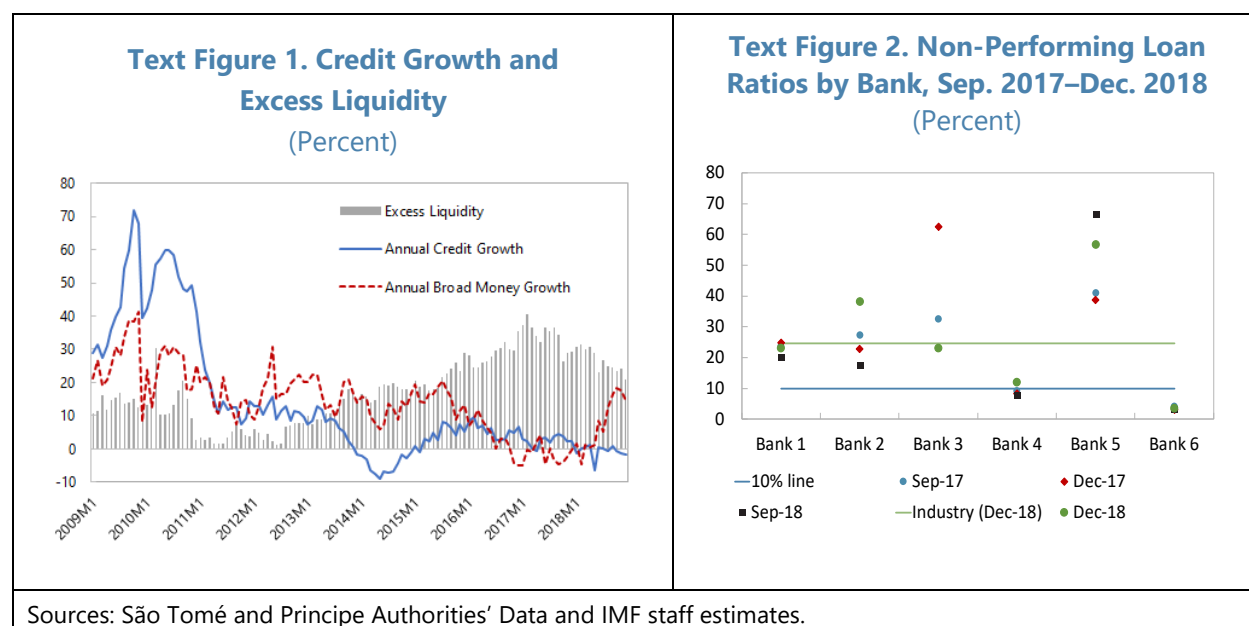 Text Figure 1. Credit Growth and
Excess Liquidity
(Percent)
80
70
60
50
40
30
20
10
0
-10
Excess Liquidity
Annual Credit Growth
Annual Broad Money Growth
2009M1
2010M1
2011M1
2012M1
2013M1
2014M1
2015M1
2016M1
2017M1
2018M1
Text Figure 2. Non-Performing Loan
Ratios by Bank, Sep. 2017–Dec. 2018
(Percent)
80
70
60
50
40
30
20
10
0
Bank 1 Bank 2 Bank 3 Bank 4 Bank 5 Bank 6
10% line Sep-17 Dec-17
Sep-18 Industry (Dec-18) Dec-18
Sources: São Tomé and Principe Authorities’ Data and IMF staff estimates.